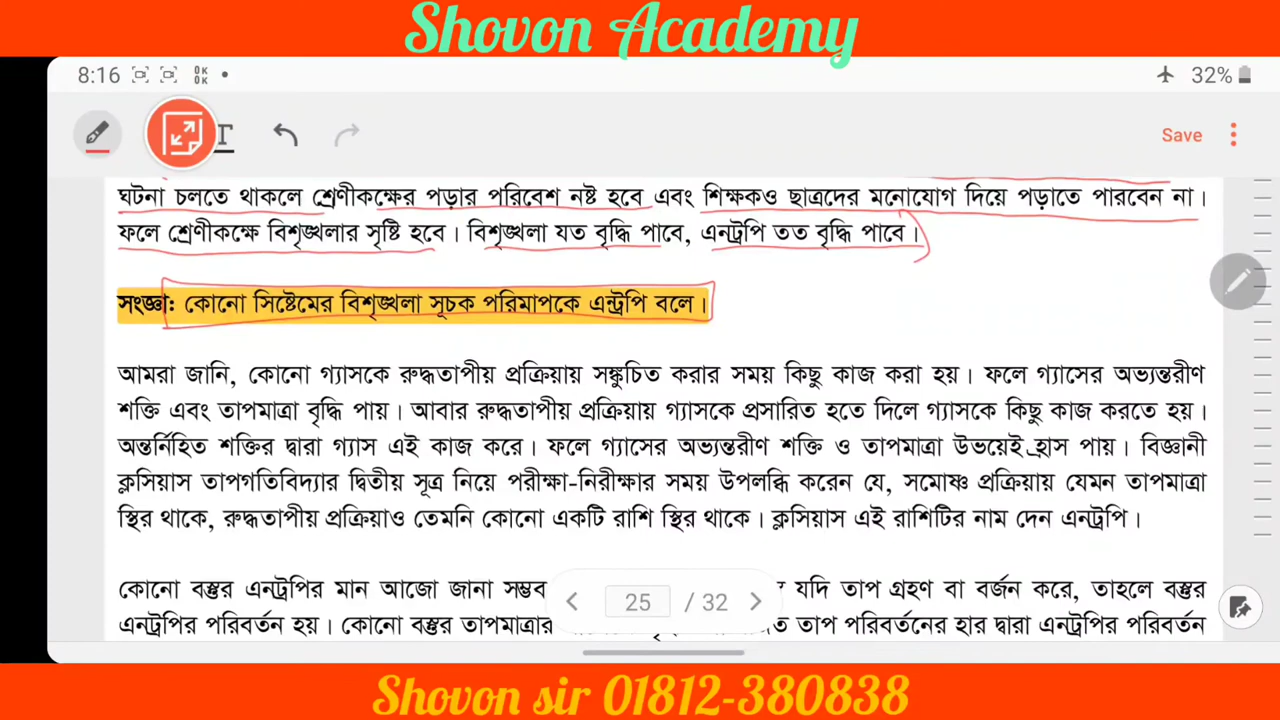 Shovon Academy
8:16 OK OK 32%
T Save
ঘটনা চলতে থাকলে শ্রেণীকক্ষের পড়ার পরিবেশ নষ্ট হবে এবং শিক্ষকও ছাত্রদের মনোযোগ দিয়ে পড়াতে পারবেন না।
ফলে শ্রেণীকক্ষে বিশৃঙ্খলার সৃষ্টি হবে। বিশৃঙ্খলা যত বৃদ্ধি পাবে, এনট্রপি তত বৃদ্ধি পাবে।
সংজ্ঞা: কোনো সিষ্টেমের বিশৃঙ্খলা সূচক পরিমাপকে এন্ট্রপি বলে।
আমরা জানি, কোনো গ্যাসকে রুদ্ধতাপীয় প্রক্রিয়ায় সঙ্কুচিত করার সময় কিছু কাজ করা হয়। ফলে গ্যাসের অভ্যন্তরীণ
শক্তি এবং তাপমাত্রা বৃদ্ধি পায়। আবার রুদ্ধতাপীয় প্রক্রিয়ায় গ্যাসকে প্রসারিত হতে দিলে গ্যাসকে কিছু কাজ করতে হয়।
অন্তর্নিহিত শক্তির দ্বারা গ্যাস এই কাজ করে। ফলে গ্যাসের অভ্যন্তরীণ শক্তি ও তাপমাত্রা উভয়েই হ্রাস পায়। বিজ্ঞানী
ক্লসিয়াস তাপগতিবিদ্যার দ্বিতীয় সূত্র নিয়ে পরীক্ষা-নিরীক্ষার সময় উপলব্ধি করেন যে, সমোষ্ণ প্রক্রিয়ায় যেমন তাপমাত্রা
স্থির থাকে, রুদ্ধতাপীয় প্রক্রিয়াও তেমনি কোনো একটি রাশি স্থির থাকে। ক্লসিয়াস এই রাশিটির নাম দেন এনট্রপি।
কোনো বস্তুর এনট্রপির মান আজো জানা সম্ভব যদি তাপ গ্রহণ বা বর্জন করে, তাহলে বস্তুর
25 / 32
এনট্রপির পরিবর্তন হয়। কোনো বস্তুর তাপমাত্রার তাপ পরিবর্তনের হার দ্বারা এনট্রপির পরিবর্তন
Shovon sir 01812-380838